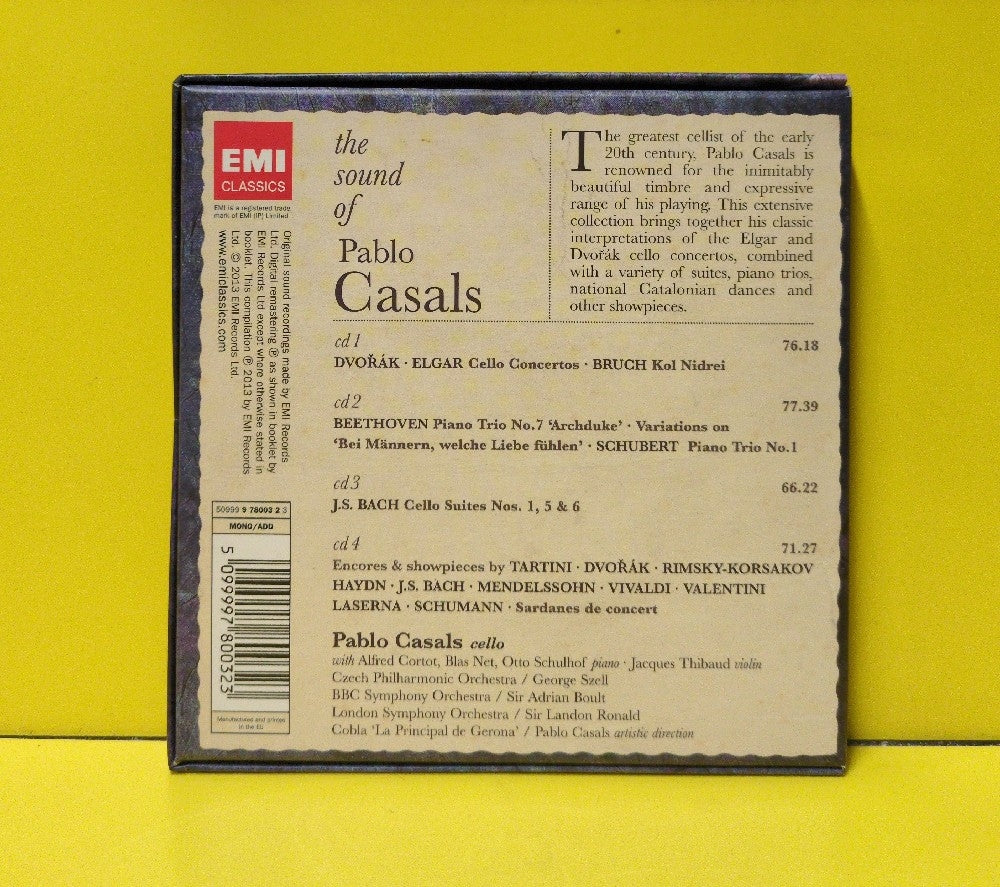 EMI
CLASSICS
EMI is a registered trade
mark of EMI (IP) Limited
Original sound recordings made by EMI Records
Ltd. Digital remastering ℗ as shown in booklet by
EMI Records Ltd except where otherwise stated in
booklet. This compilation ℗ 2013 by EMI Records
Ltd. © 2013 EMI Records Ltd.
www.emiclassics.com
50999 9 78003 2 3
MONO/ADD
5 099997 800323
Manufactured and printed
in the EU
the
sound
of
Pablo
Casals
The greatest cellist of the early
20th century, Pablo Casals is
renowned for the inimitably
beautiful timbre and expressive
range of his playing. This extensive
collection brings together his classic
interpretations of the Elgar and
Dvořák cello concertos, combined
with a variety of suites, piano trios,
national Catalonian dances and
other showpieces.
cd 1 76.18
DVOŘÁK · ELGAR Cello Concertos · BRUCH Kol Nidrei
cd 2 77.39
BEETHOVEN Piano Trio No.7 ‘Archduke’ · Variations on
‘Bei Männern, welche Liebe fühlen’ · SCHUBERT Piano Trio No.1
cd 3 66.22
J.S. BACH Cello Suites Nos. 1, 5 & 6
cd 4 71.27
Encores & showpieces by TARTINI · DVOŘÁK · RIMSKY-KORSAKOV
HAYDN · J.S. BACH · MENDELSSOHN · VIVALDI · VALENTINI
LASERNA · SCHUMANN · Sardanes de concert
Pablo Casals cello
with Alfred Cortot, Blas Net, Otto Schulhof piano · Jacques Thibaud violin
Czech Philharmonic Orchestra / George Szell
BBC Symphony Orchestra / Sir Adrian Boult
London Symphony Orchestra / Sir Landon Ronald
Cobla ‘La Principal de Gerona’ / Pablo Casals artistic direction